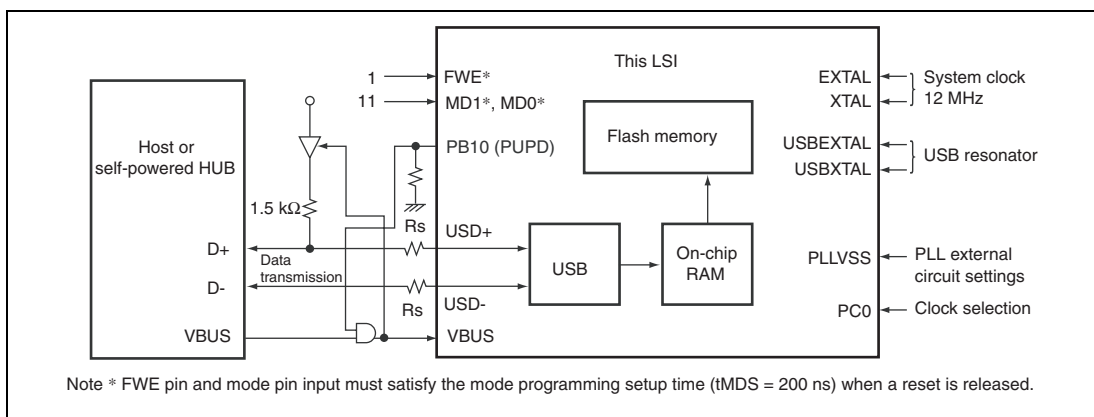 This LSI
1
FWE*
11
MD1*, MD0*
PB10 (PUPD)
Flash memory
EXTAL
XTAL
System clock
12 MHz
USBEXTAL
USBXTAL
USB resonator
Host or
self-powered HUB
1.5 kΩ
Rs
USD+
D+
Data
transmission
D-
Rs
USD-
USB
On-chip
RAM
PLLVSS
PLL external
circuit settings
PC0
Clock selection
VBUS
VBUS
Note * FWE pin and mode pin input must satisfy the mode programming setup time (tMDS = 200 ns) when a reset is released.